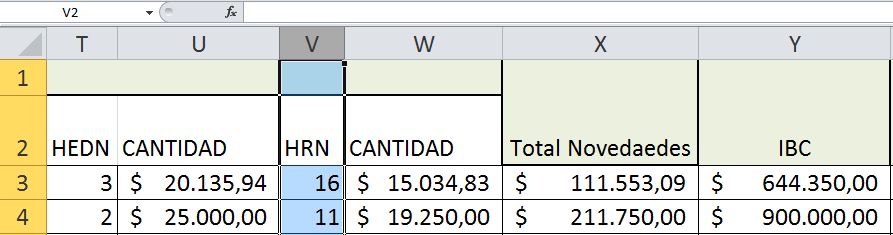 V2 fx
T U V W X Y
1
2 HEDN CANTIDAD HRN CANTIDAD Total Novedaedes IBC
3 3 $ 20.135,94 16 $ 15.034,83 $ 111.553,09 $ 644.350,00
4 2 $ 25.000,00 11 $ 19.250,00 $ 211.750,00 $ 900.000,00